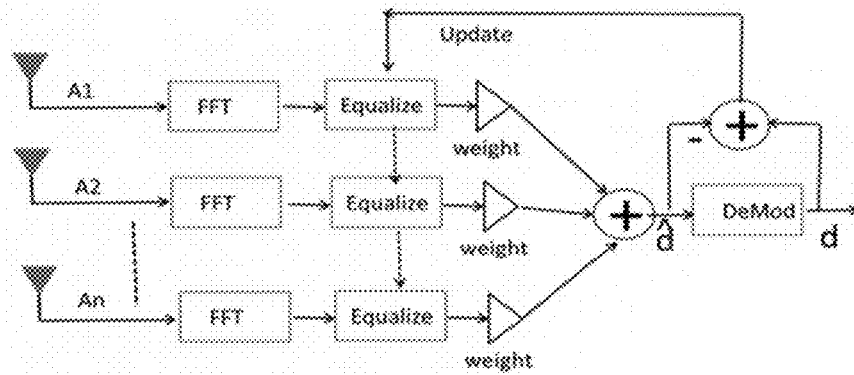 Update
A1
FFT
Equalize
weight
A2
FFT
Equalize
weight
+
-
+
d̂
DeMod
d
An
FFT
Equalize
weight